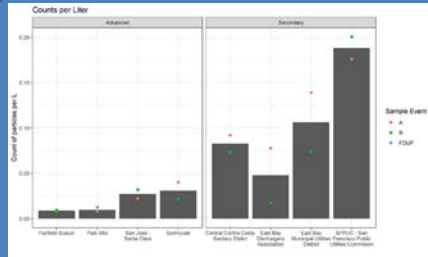 Counts per Liter
Advanced
Secondary
Count of particles per L
0.20
0.15
0.10
0.05
0.00
Fairfield Suisun
Palo Alto
San Jose -
Santa Clara
Sunnyvale
Central Contra Costa
Sanitary District
East Bay
Dischargers
Association
East Bay
Municipal Utilities
District
SFPUC - San
Francisco Public
Utilities Commission
Sample Event
A
B
FDUP